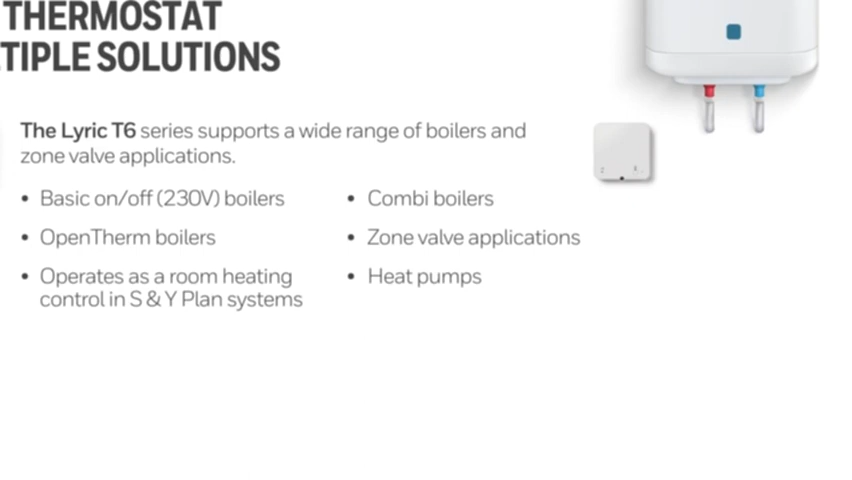 THERMOSTAT
TIPLE SOLUTIONS
The Lyric T6 series supports a wide range of boilers and
zone valve applications.
• Basic on/off (230V) boilers
• OpenTherm boilers
• Operates as a room heating
control in S & Y Plan systems
• Combi boilers
• Zone valve applications
• Heat pumps